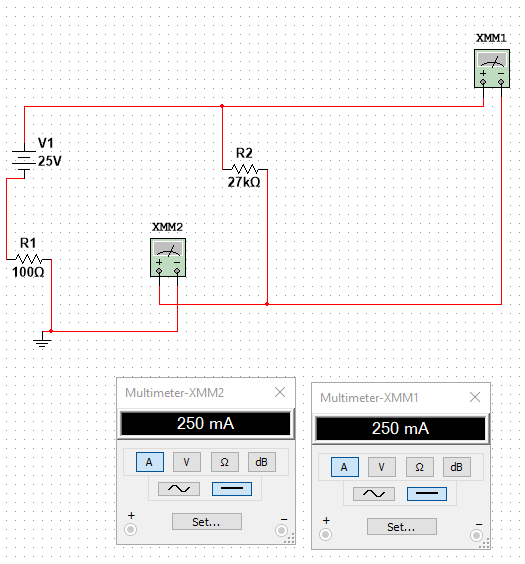 XMM1
+ −
V1
25V
R2
27kΩ
XMM2
+ −
R1
100Ω
Multimeter-XMM2
250 mA
A V Ω dB
+ Set... −
Multimeter-XMM1
250 mA
A V Ω dB
+ Set... −